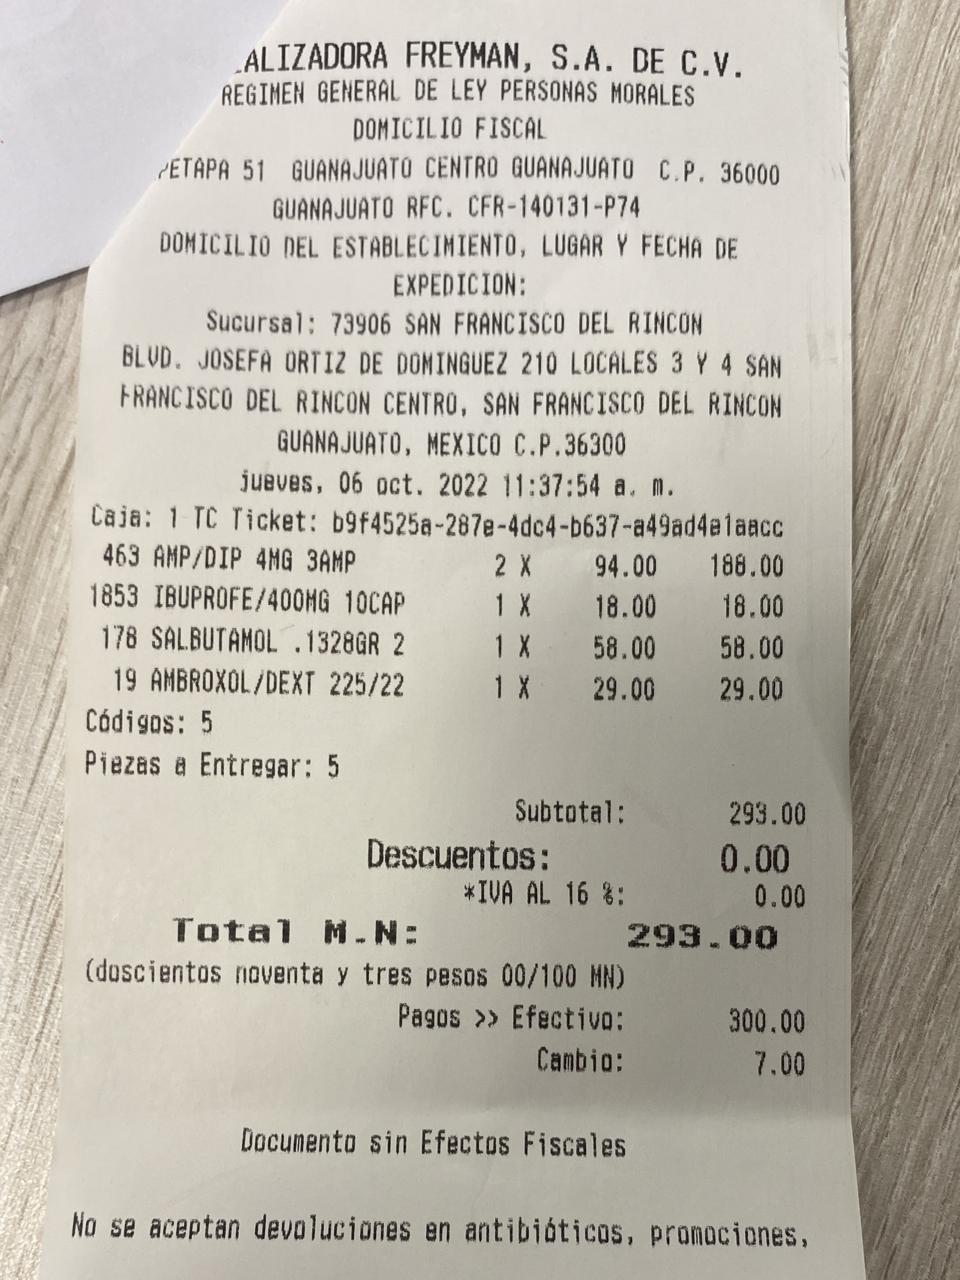 ALIZADORA FREYMAN, S.A. DE C.V.
REGIMEN GENERAL DE LEY PERSONAS MORALES
DOMICILIO FISCAL
PETAPA 51 GUANAJUATO CENTRO GUANAJUATO C.P. 36000
GUANAJUATO RFC. CFR-140131-P74
DOMICILIO DEL ESTABLECIMIENTO, LUGAR Y FECHA DE
EXPEDICION:
Sucursal: 73906 SAN FRANCISCO DEL RINCON
BLVD. JOSEFA ORTIZ DE DOMINGUEZ 210 LOCALES 3 Y 4 SAN
FRANCISCO DEL RINCON CENTRO, SAN FRANCISCO DEL RINCON
GUANAJUATO, MEXICO C.P.36300
jueves, 06 oct. 2022 11:37:54 a. m.
Caja: 1 TC Ticket: b9f4525a-287e-4dc4-b637-a49ad4e1aacc
463 AMP/DIP 4MG 3AMP 2 X 94.00 188.00
1853 IBUPROFE/400MG 10CAP 1 X 18.00 18.00
178 SALBUTAMOL .1328GR 2 1 X 58.00 58.00
19 AMBROXOL/DEXT 225/22 1 X 29.00 29.00
Códigos: 5
Piezas a Entregar: 5
Subtotal: 293.00
Descuentos: 0.00
*IVA AL 16 %: 0.00
Total M.N: 293.00
(doscientos noventa y tres pesos 00/100 MN)
Pagos >> Efectivo: 300.00
Cambio: 7.00
Documento sin Efectos Fiscales
No se aceptan devoluciones en antibióticos, promociones,